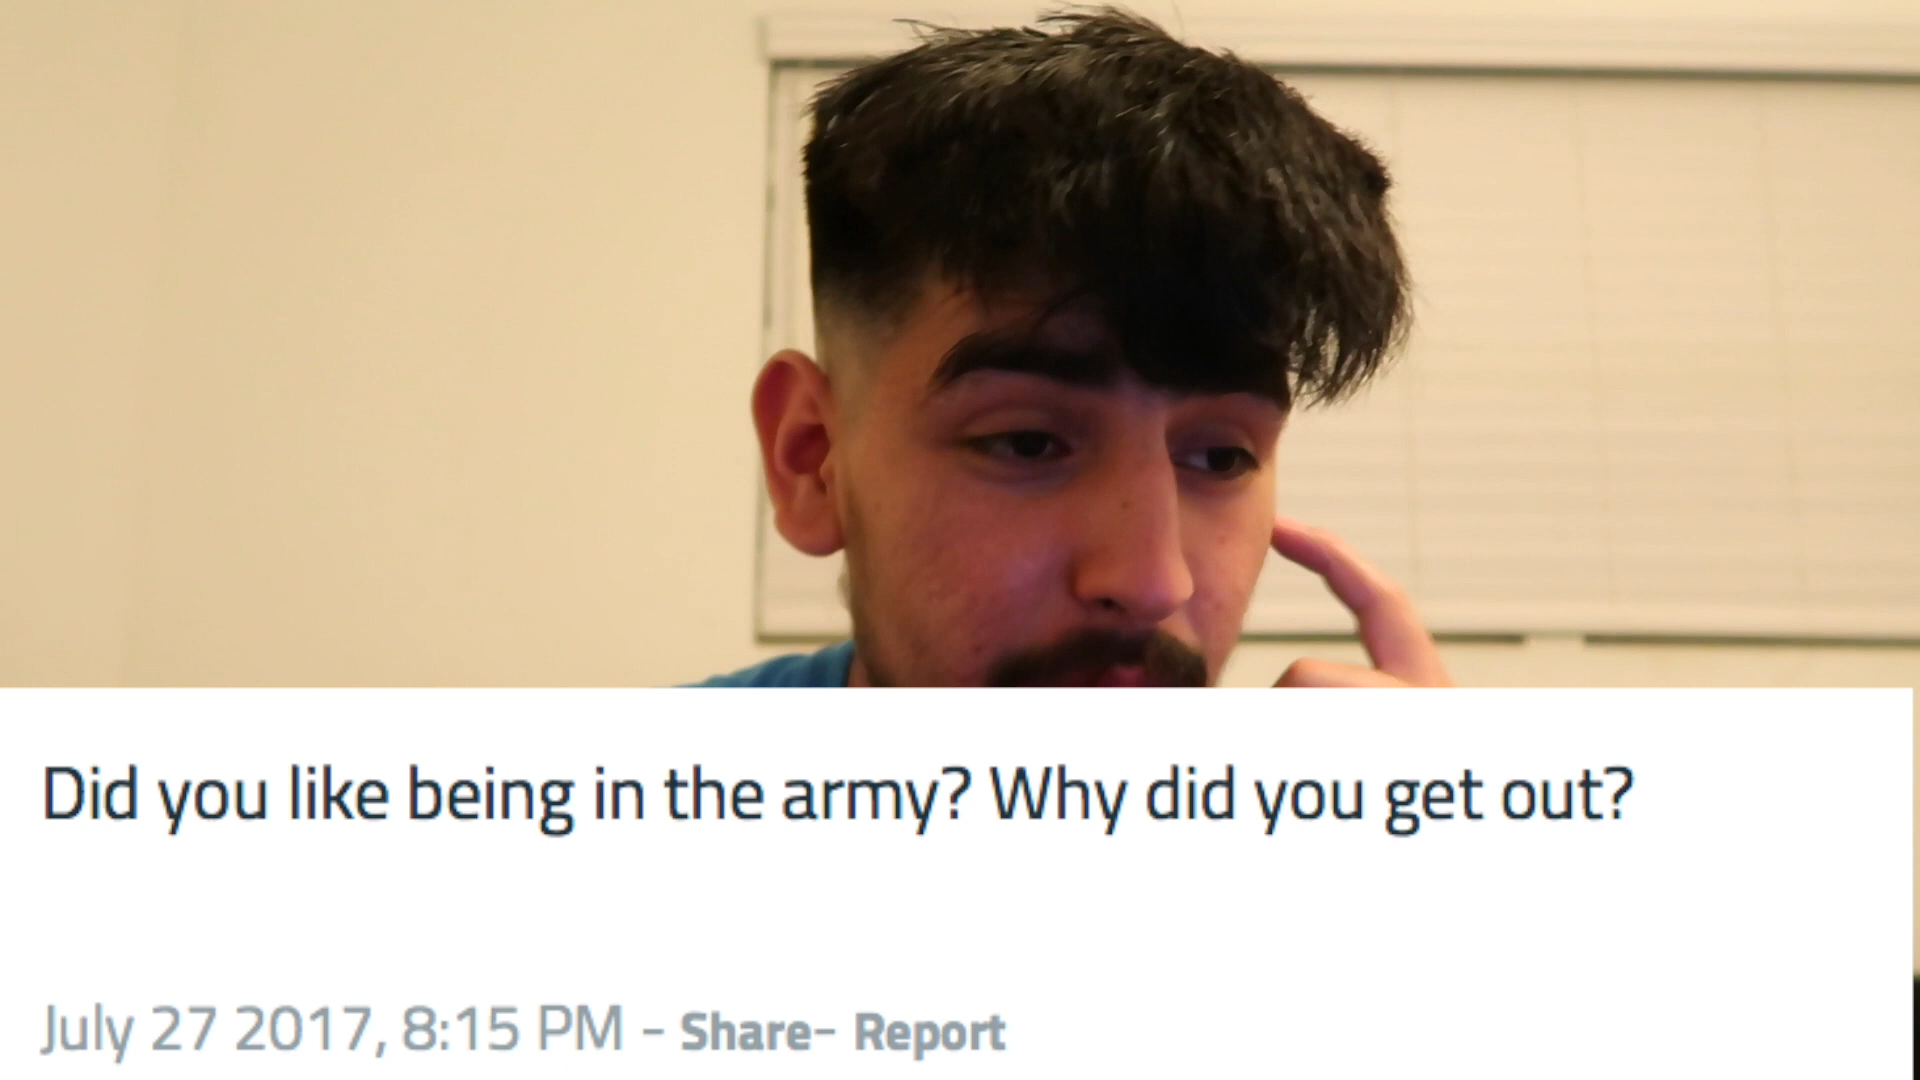 Did you like being in the army? Why did you get out?
July 27 2017, 8:15 PM - Share- Report